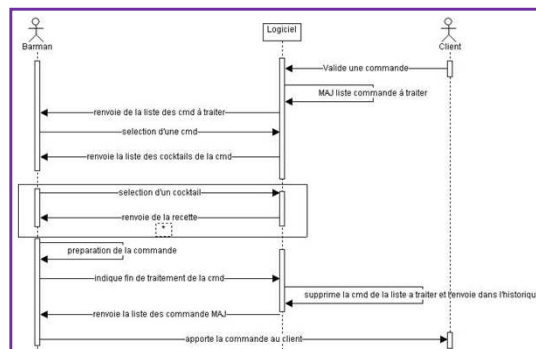 Logiciel
Barman
Client
Valide une commande
MAJ liste commande à traiter
renvoie de la liste des cmd à traiter
selection d'une cmd
renvoie la liste des cocktails de la cmd
selection d'un cocktail
renvoie de la recette
*
preparation de la commande
indique fin de traitement de la cmd
supprime la cmd de la liste a traiter et l'envoie dans l'historique
renvoie la liste des commande MAJ
apporte la commande au client